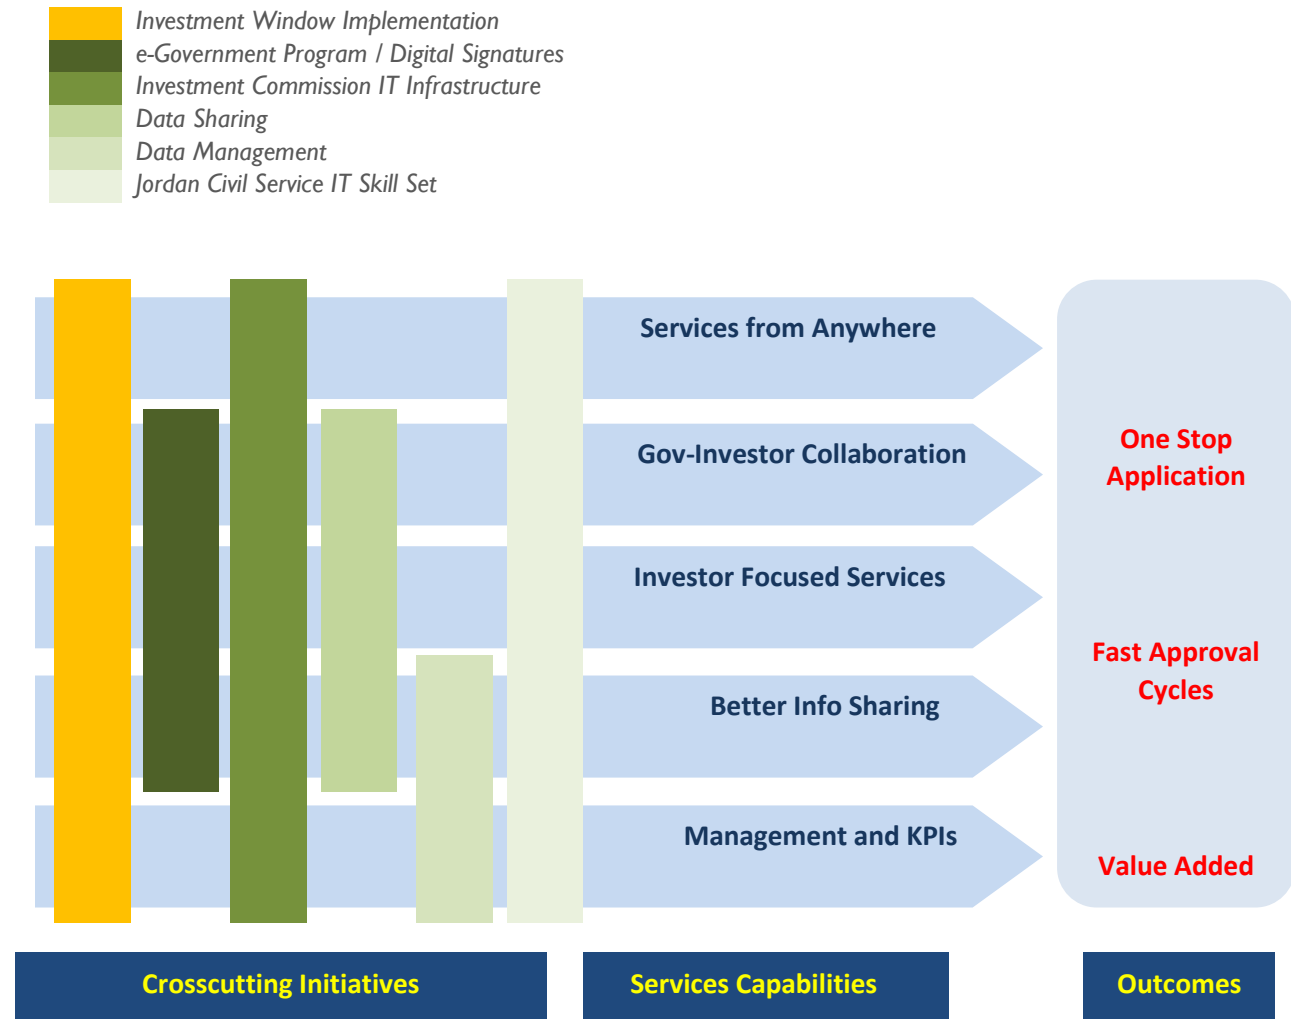 Investment Window Implementation
e-Government Program / Digital Signatures
Investment Commission IT Infrastructure
Data Sharing
Data Management
Jordan Civil Service IT Skill Set
Services from Anywhere
Gov-Investor Collaboration
Investor Focused Services
Better Info Sharing
Management and KPIs
One Stop
Application
Fast Approval
Cycles
Value Added
Crosscutting Initiatives
Services Capabilities
Outcomes